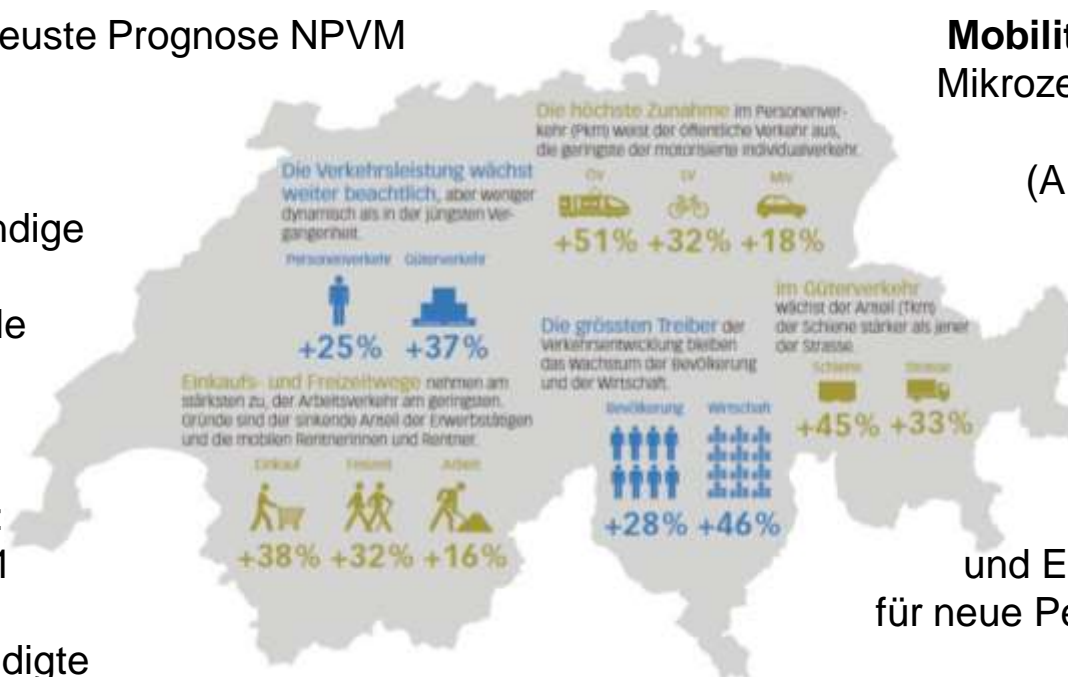 euste Prognose NPVM
Mobilit
Mikroze
(A
ndige
le
:
1
digte
und E
für neue Pe
Die höchste Zunahme im Personenver-
kehr (Pkm) weist der öffentliche Verkehr aus,
die geringste der motorisierte Individualverkehr.
ÖV LV MIV
+51% +32% +18%
Die Verkehrsleistung wächst
weiter beachtlich, aber weniger
dynamisch als in der jüngsten Ver-
gangenheit.
Personenverkehr Güterverkehr
+25% +37%
Im Güterverkehr
wächst der Anteil (Tkm)
der Schiene stärker als jener
der Strasse.
Schiene Strasse
+45% +33%
Die grössten Treiber der
Verkehrsentwicklung bleiben
das Wachstum der Bevölkerung
und der Wirtschaft.
Bevölkerung Wirtschaft
+28% +46%
Einkaufs- und Freizeitwege nehmen am
stärksten zu, der Arbeitsverkehr am geringsten.
Gründe sind der sinkende Anteil der Erwerbstätigen
und die mobilen Rentnerinnen und Rentner.
Einkauf Freizeit Arbeit
+38% +32% +16%